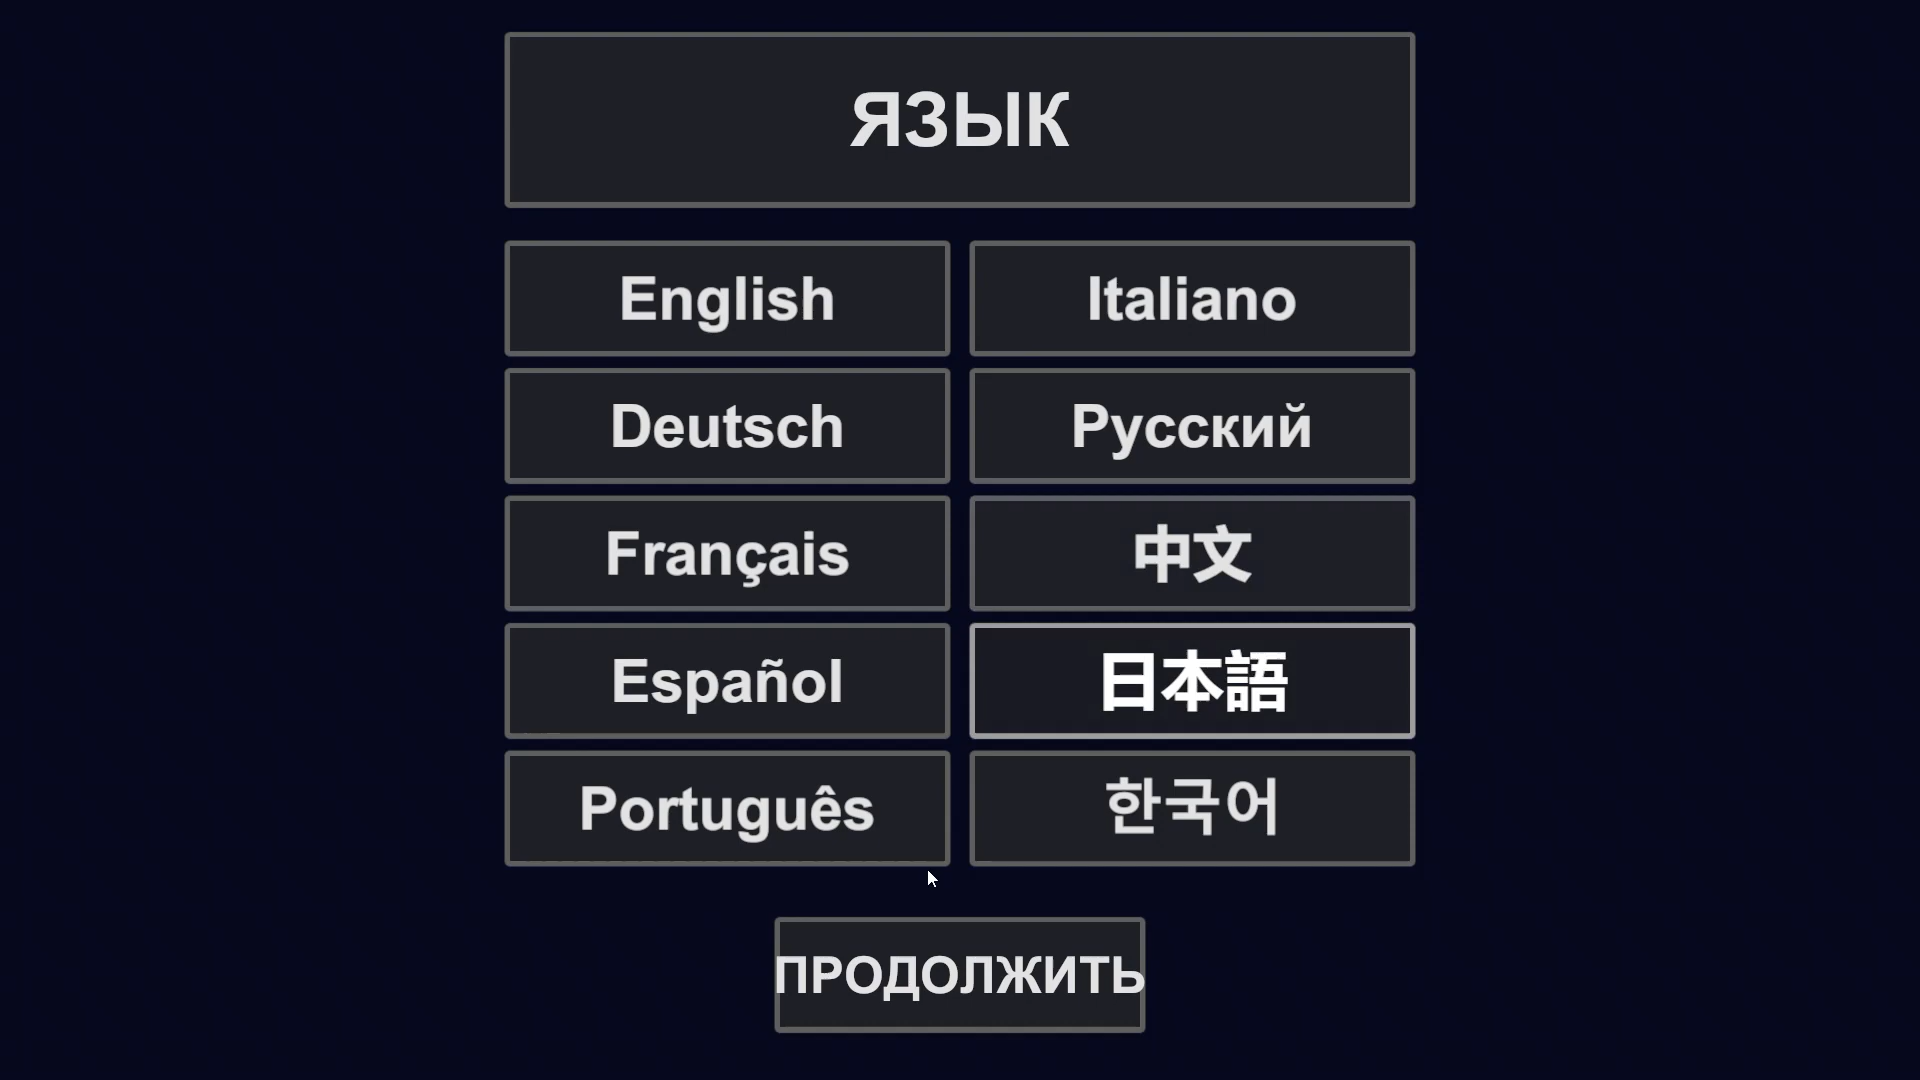 ЯЗЫК
English
Italiano
Deutsch
Русский
Français
中文
Español
日本語
Português
한국어
ПРОДОЛЖИТЬ